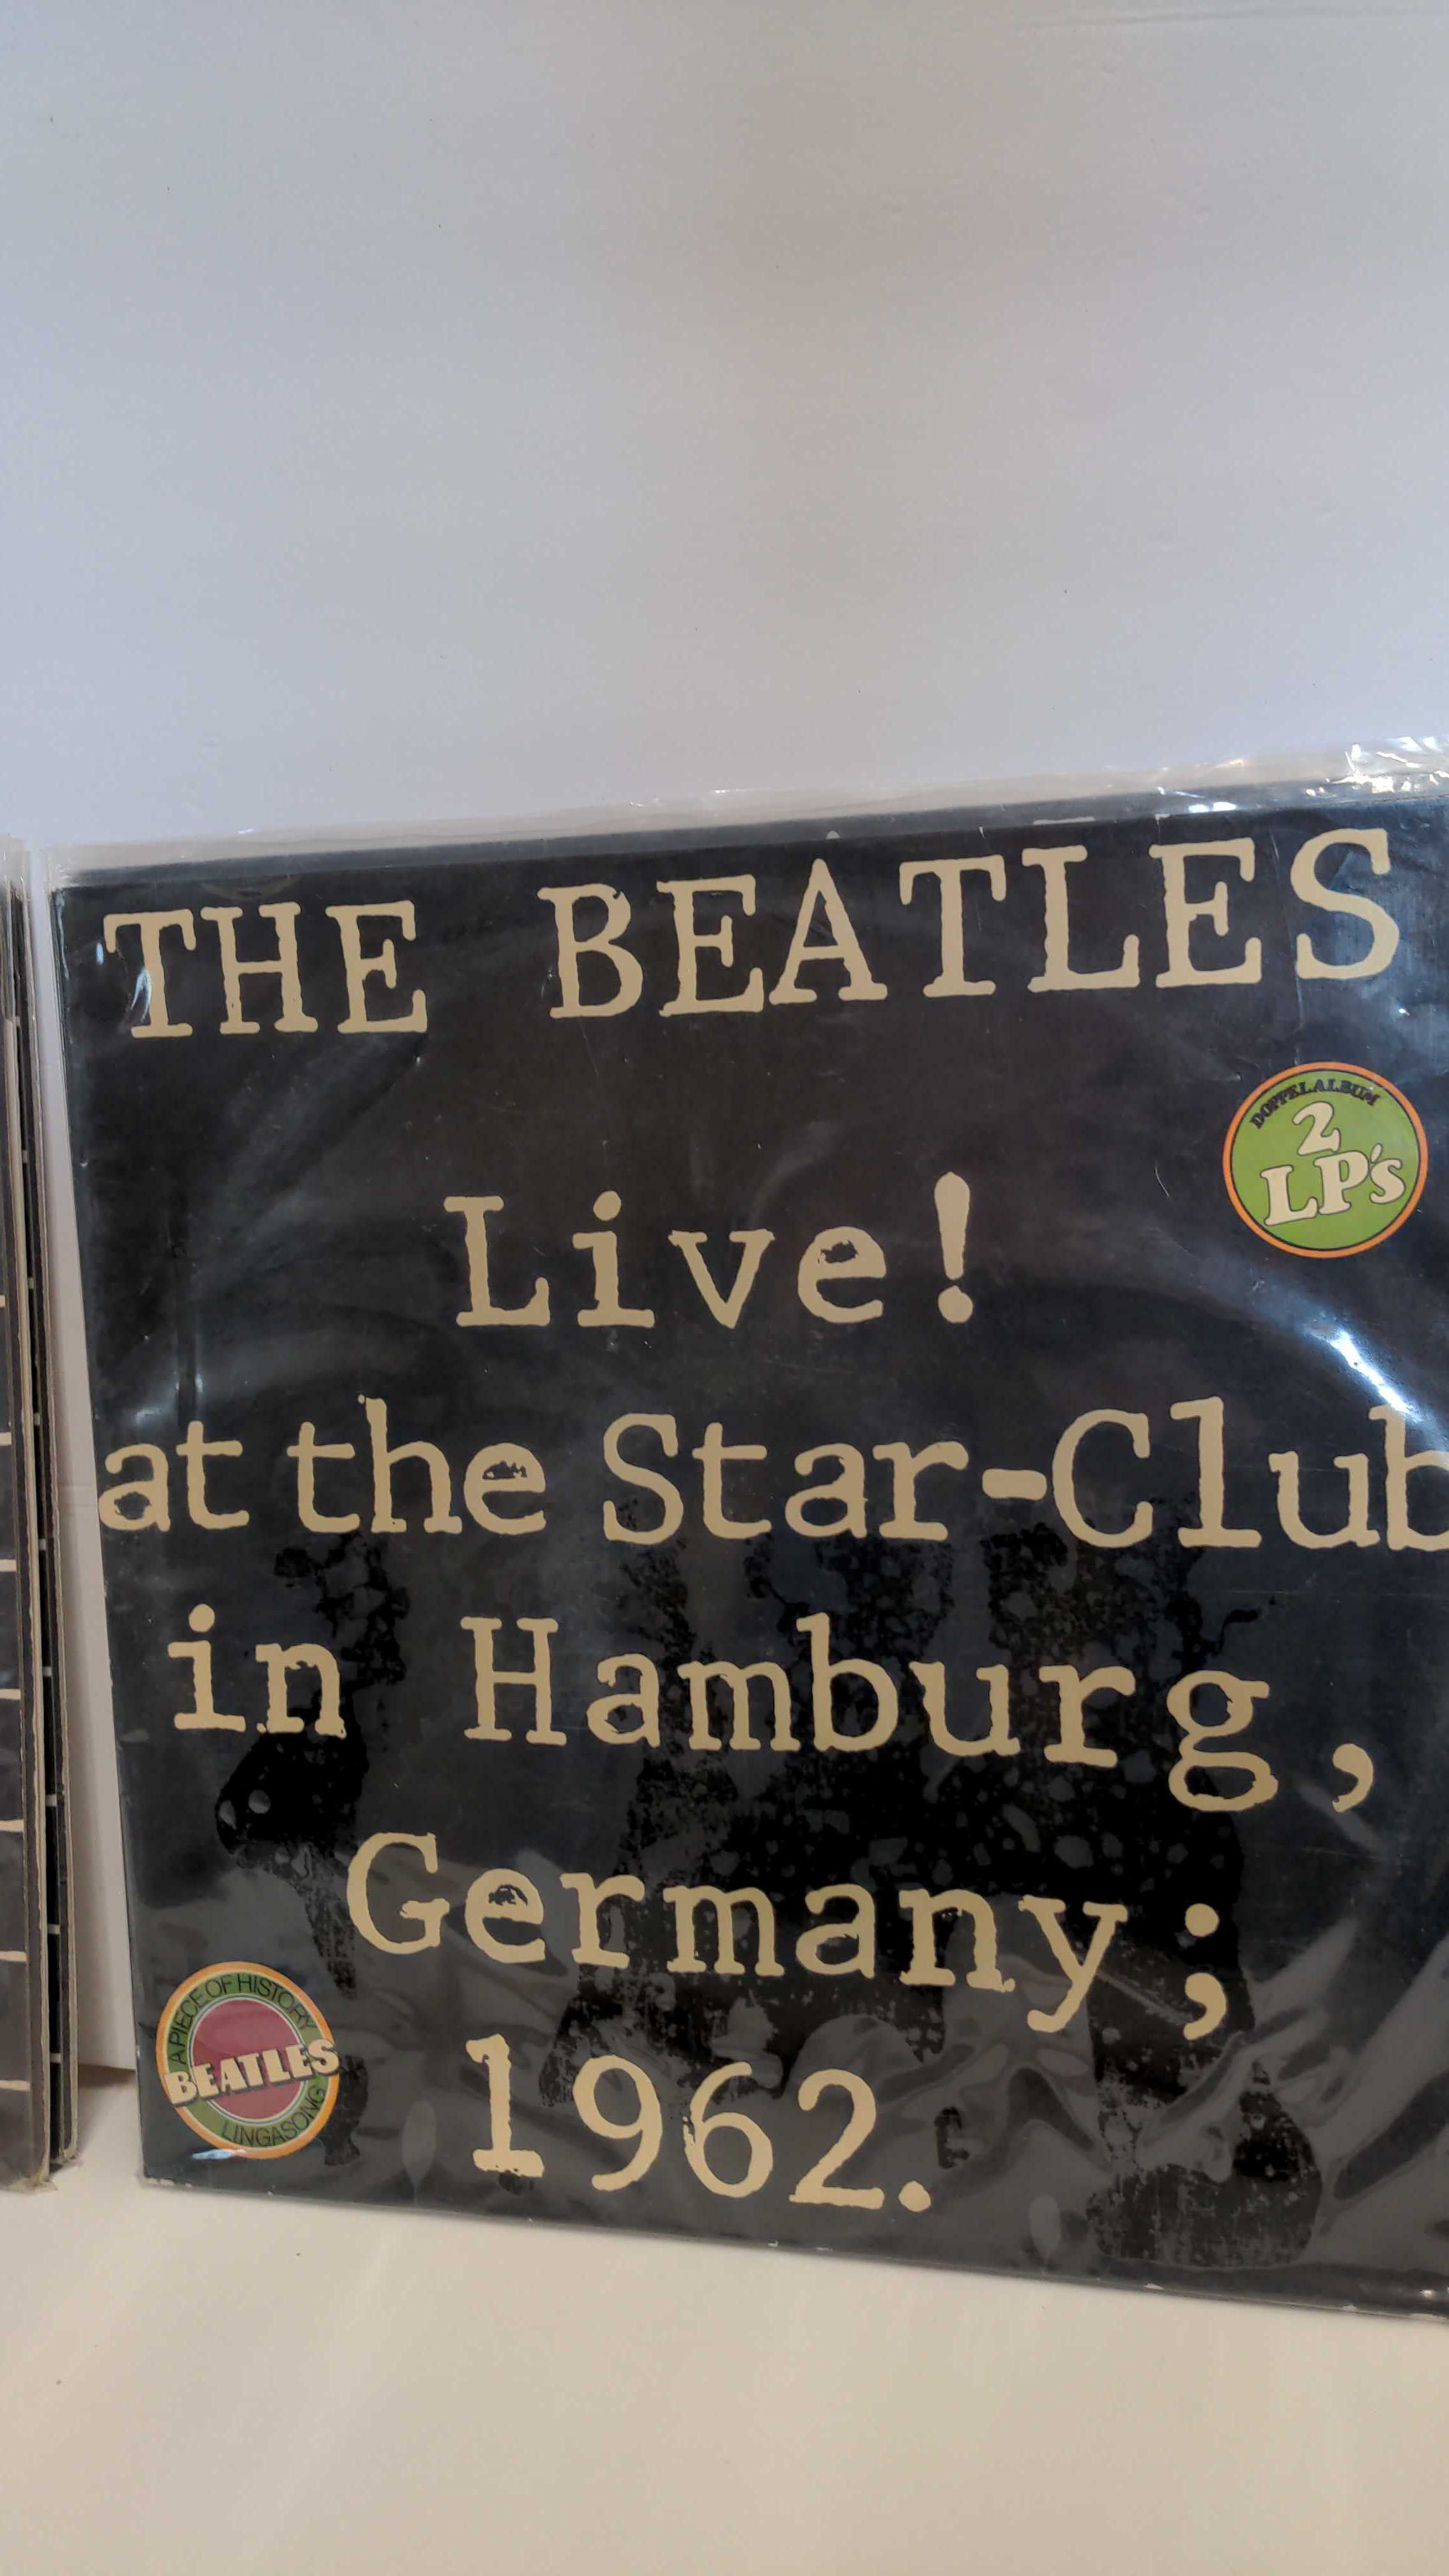 THE BEATLES
DOPPELALBUM
2
LP's
Live!
at the Star-Club
in Hamburg,
Germany;
1962.
A PIECE OF HISTORY
BEATLES
LINGASONG